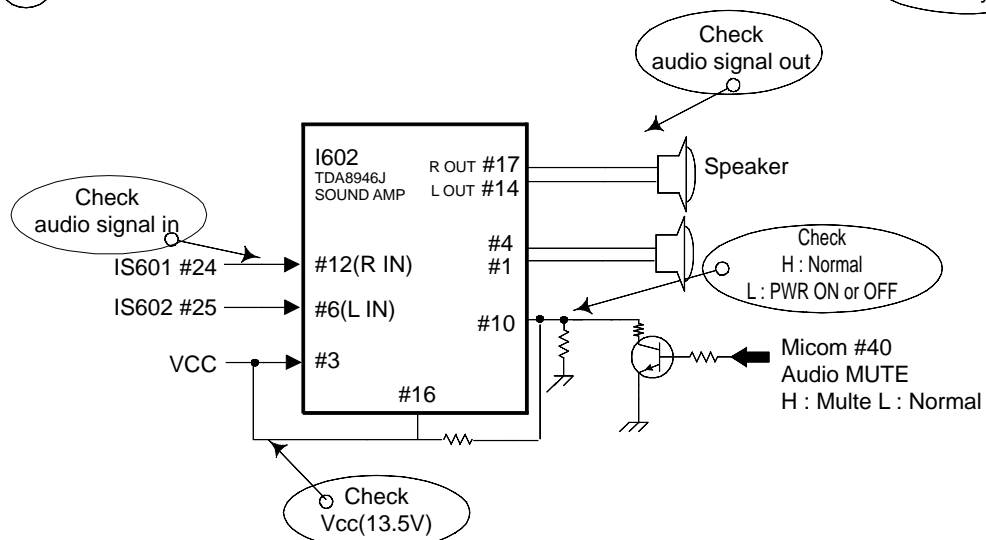 Check
audio signal out
I602
TDA8946J
SOUND AMP
R OUT #17
L OUT #14
Speaker
Check
audio signal in
IS601 #24
#12(R IN)
#4
#1
Check
H : Normal
L : PWR ON or OFF
IS602 #25
#6(L IN)
#10
VCC
#3
#16
Micom #40
Audio MUTE
H : Multe L : Normal
Check
Vcc(13.5V)